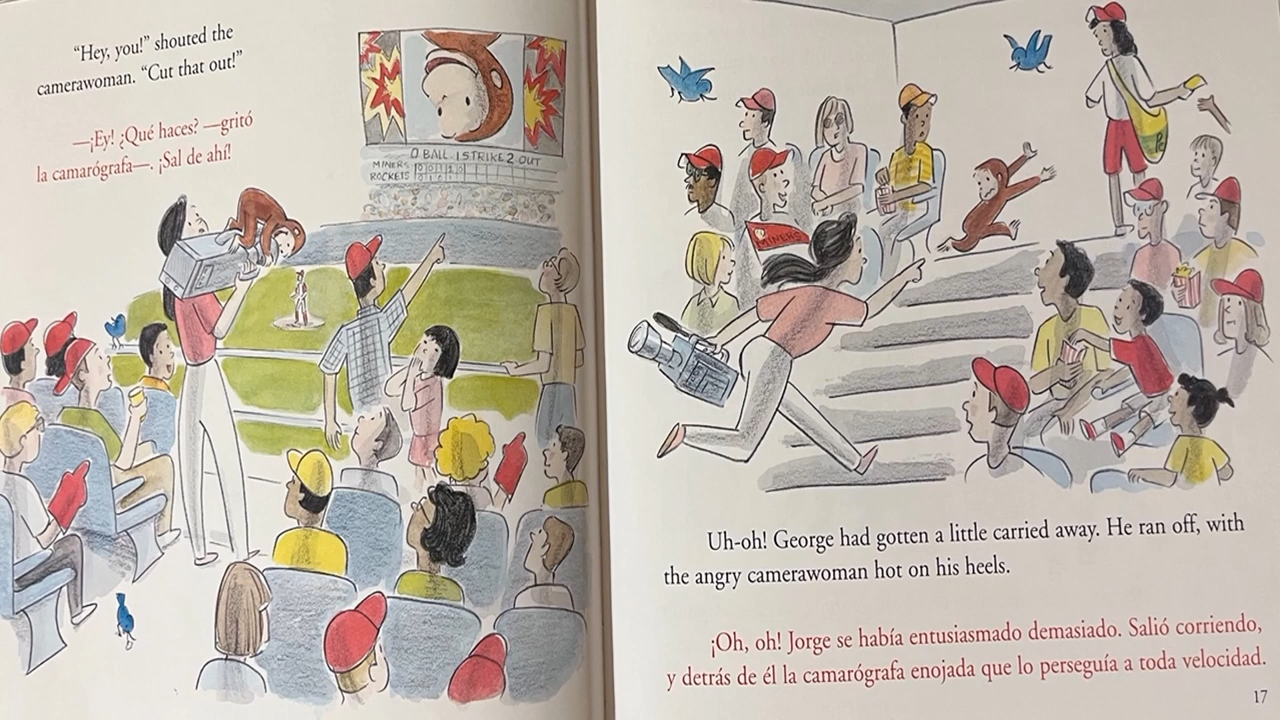 “Hey, you!” shouted the
camerawoman. “Cut that out!”
—¡Ey! ¿Qué haces? —gritó
la camarógrafa—. ¡Sal de ahí!
0 BALL 1 STRIKE 2 OUT
MINERS
ROCKETS
MINERS
Uh-oh! George had gotten a little carried away. He ran off, with
the angry camerawoman hot on his heels.
¡Oh, oh! Jorge se había entusiasmado demasiado. Salió corriendo,
y detrás de él la camarógrafa enojada que lo perseguía a toda velocidad.
17